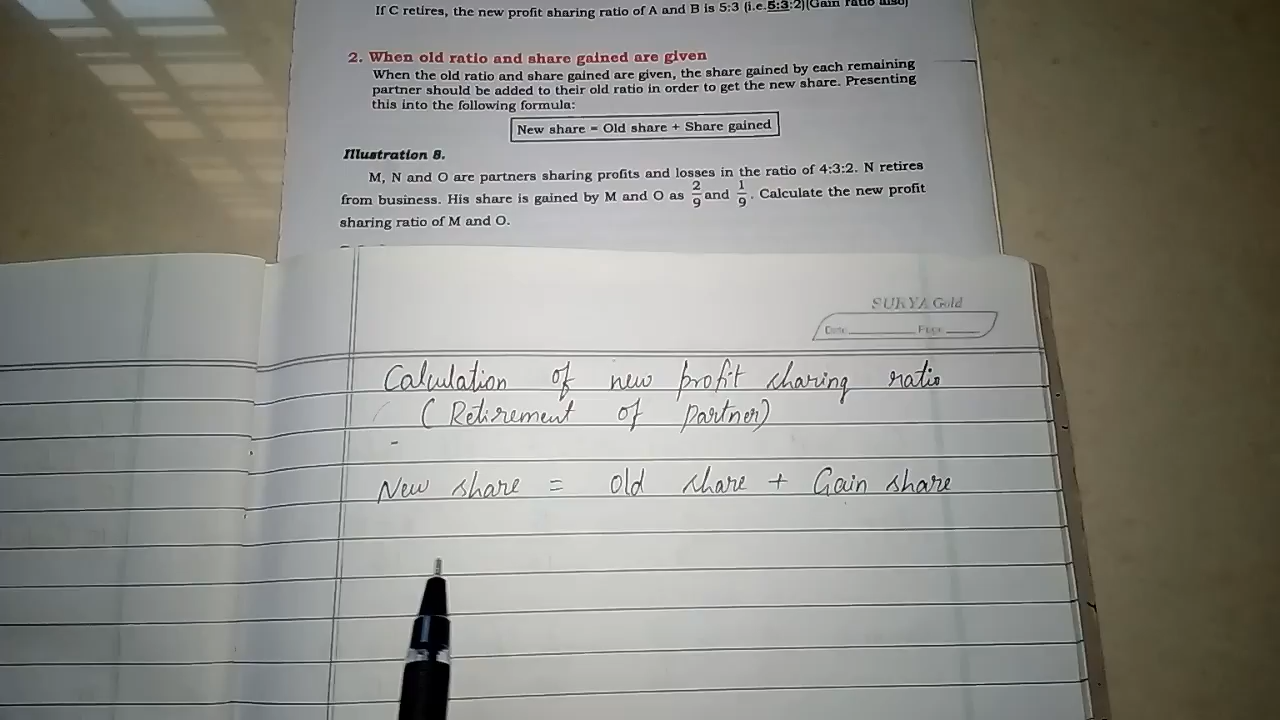 If C retires, the new profit sharing ratio of A and B is 5:3 (i.e.5:3:2)(Gain ratio also)
2. When old ratio and share gained are given
When the old ratio and share gained are given, the share gained by each remaining
partner should be added to their old ratio in order to get the new share. Presenting
this into the following formula:
New share = Old share + Share gained
Illustration 8.
M, N and O are partners sharing profits and losses in the ratio of 4:3:2. N retires
from business. His share is gained by M and O as 2/9 and 1/9. Calculate the new profit
sharing ratio of M and O.
SURYA Gold
Date Page
Calculation of new profit sharing ratio
(Retirement of partner)
-
New share = Old share + Gain share